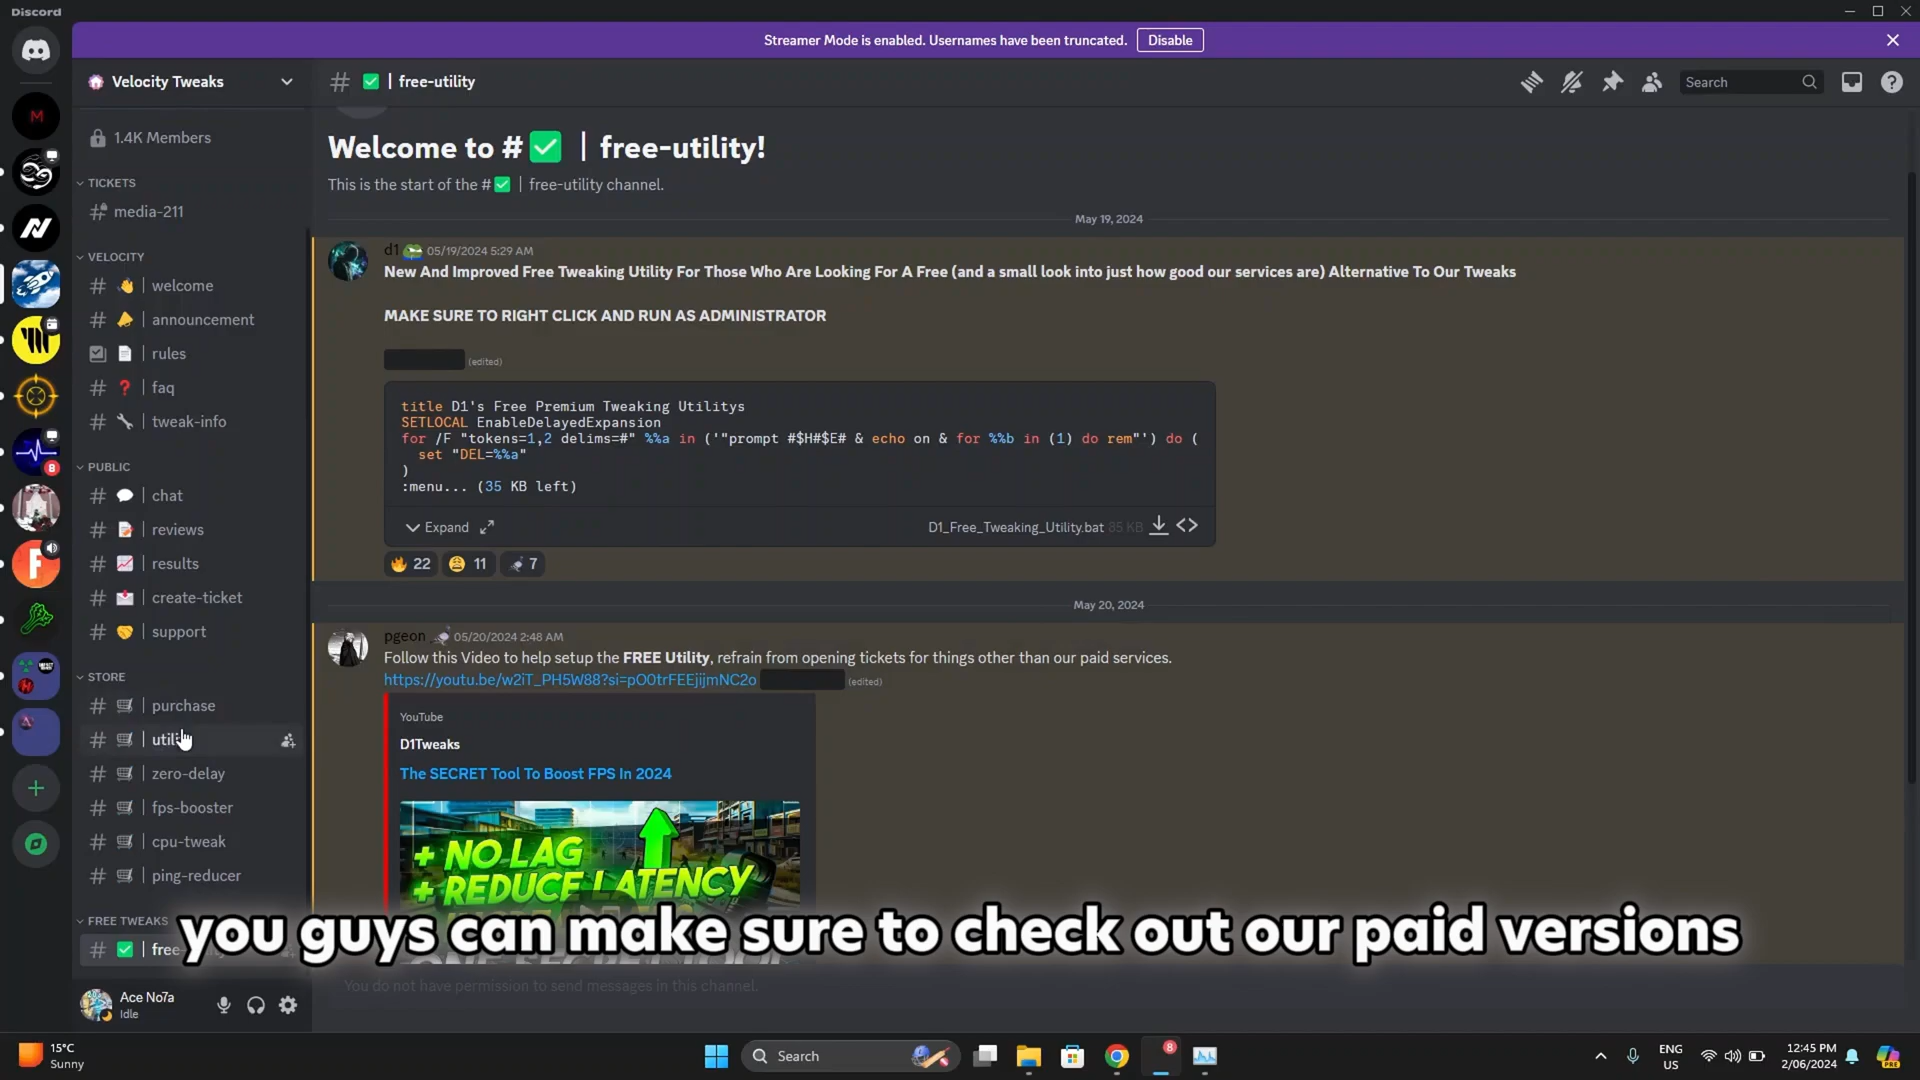 Discord
Streamer Mode is enabled. Usernames have been truncated.
Disable
Velocity Tweaks
# | free-utility
Search
1.4K Members
TICKETS
media-211
VELOCITY
| welcome
| announcement
| rules
| faq
| tweak-info
PUBLIC
| chat
| reviews
| results
| create-ticket
| support
STORE
| purchase
| zero-delay
| fps-booster
| cpu-tweak
| ping-reducer
FREE TWEAKS
Ace No7a
Idle
Welcome to # | free-utility!
This is the start of the # | free-utility channel.
May 19, 2024
d1 05/19/2024 5:29 AM
New And Improved Free Tweaking Utility For Those Who Are Looking For A Free (and a small look into just how good our services are) Alternative To Our Tweaks
MAKE SURE TO RIGHT CLICK AND RUN AS ADMINISTRATOR
(edited)
title D1's Free Premium Tweaking Utilitys
SETLOCAL EnableDelayedExpansion
for /F "tokens=1,2 delims=#" %%a in ('"prompt #$H#$E# & echo on & for %%b in (1) do rem"') do (
set "DEL=%%a"
)
:menu... (35 KB left)
Expand
D1_Free_Tweaking_Utility.bat 35 KB
22
11
7
May 20, 2024
pgeon 05/20/2024 2:48 AM
Follow this Video to help setup the FREE Utility, refrain from opening tickets for things other than our paid services.
https://youtu.be/w2iT_PH5W88?si=pO0trFEEjijmNC2o (edited)
YouTube
D1Tweaks
The SECRET Tool To Boost FPS In 2024
+ NO LAG
+ REDUCE LATENCY
you guys can make sure to check out our paid versions
You do not have permission to send messages in this channel.
15°C
Sunny
Search
8
8
ENG
US
12:45 PM
2/06/2024